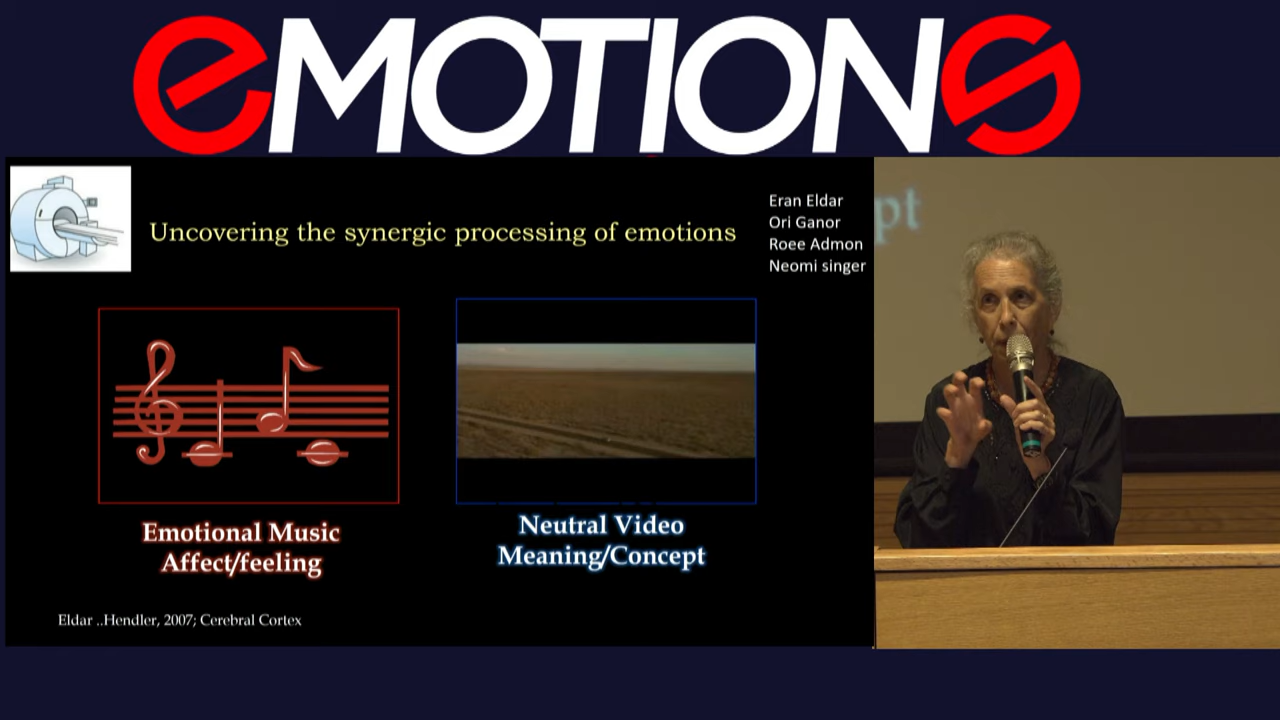 eMOTIONS
Uncovering the synergic processing of emotions
Eran Eldar
Ori Ganor
Roee Admon
Neomi singer
pt
Emotional Music
Affect/feeling
Neutral Video
Meaning/Concept
Eldar ..Hendler, 2007; Cerebral Cortex